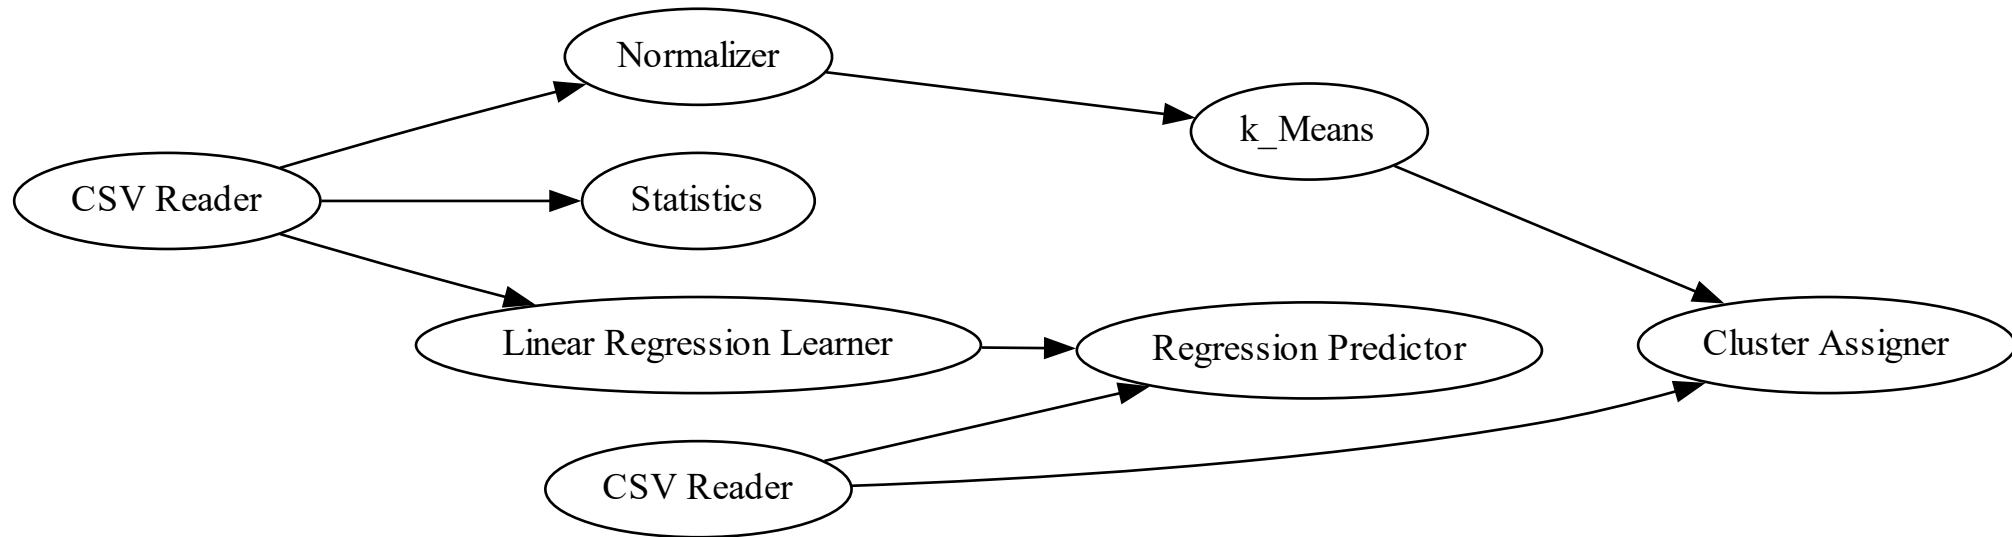 Normalizer
k_Means
CSV Reader
Statistics
Linear Regression Learner
Regression Predictor
Cluster Assigner
CSV Reader